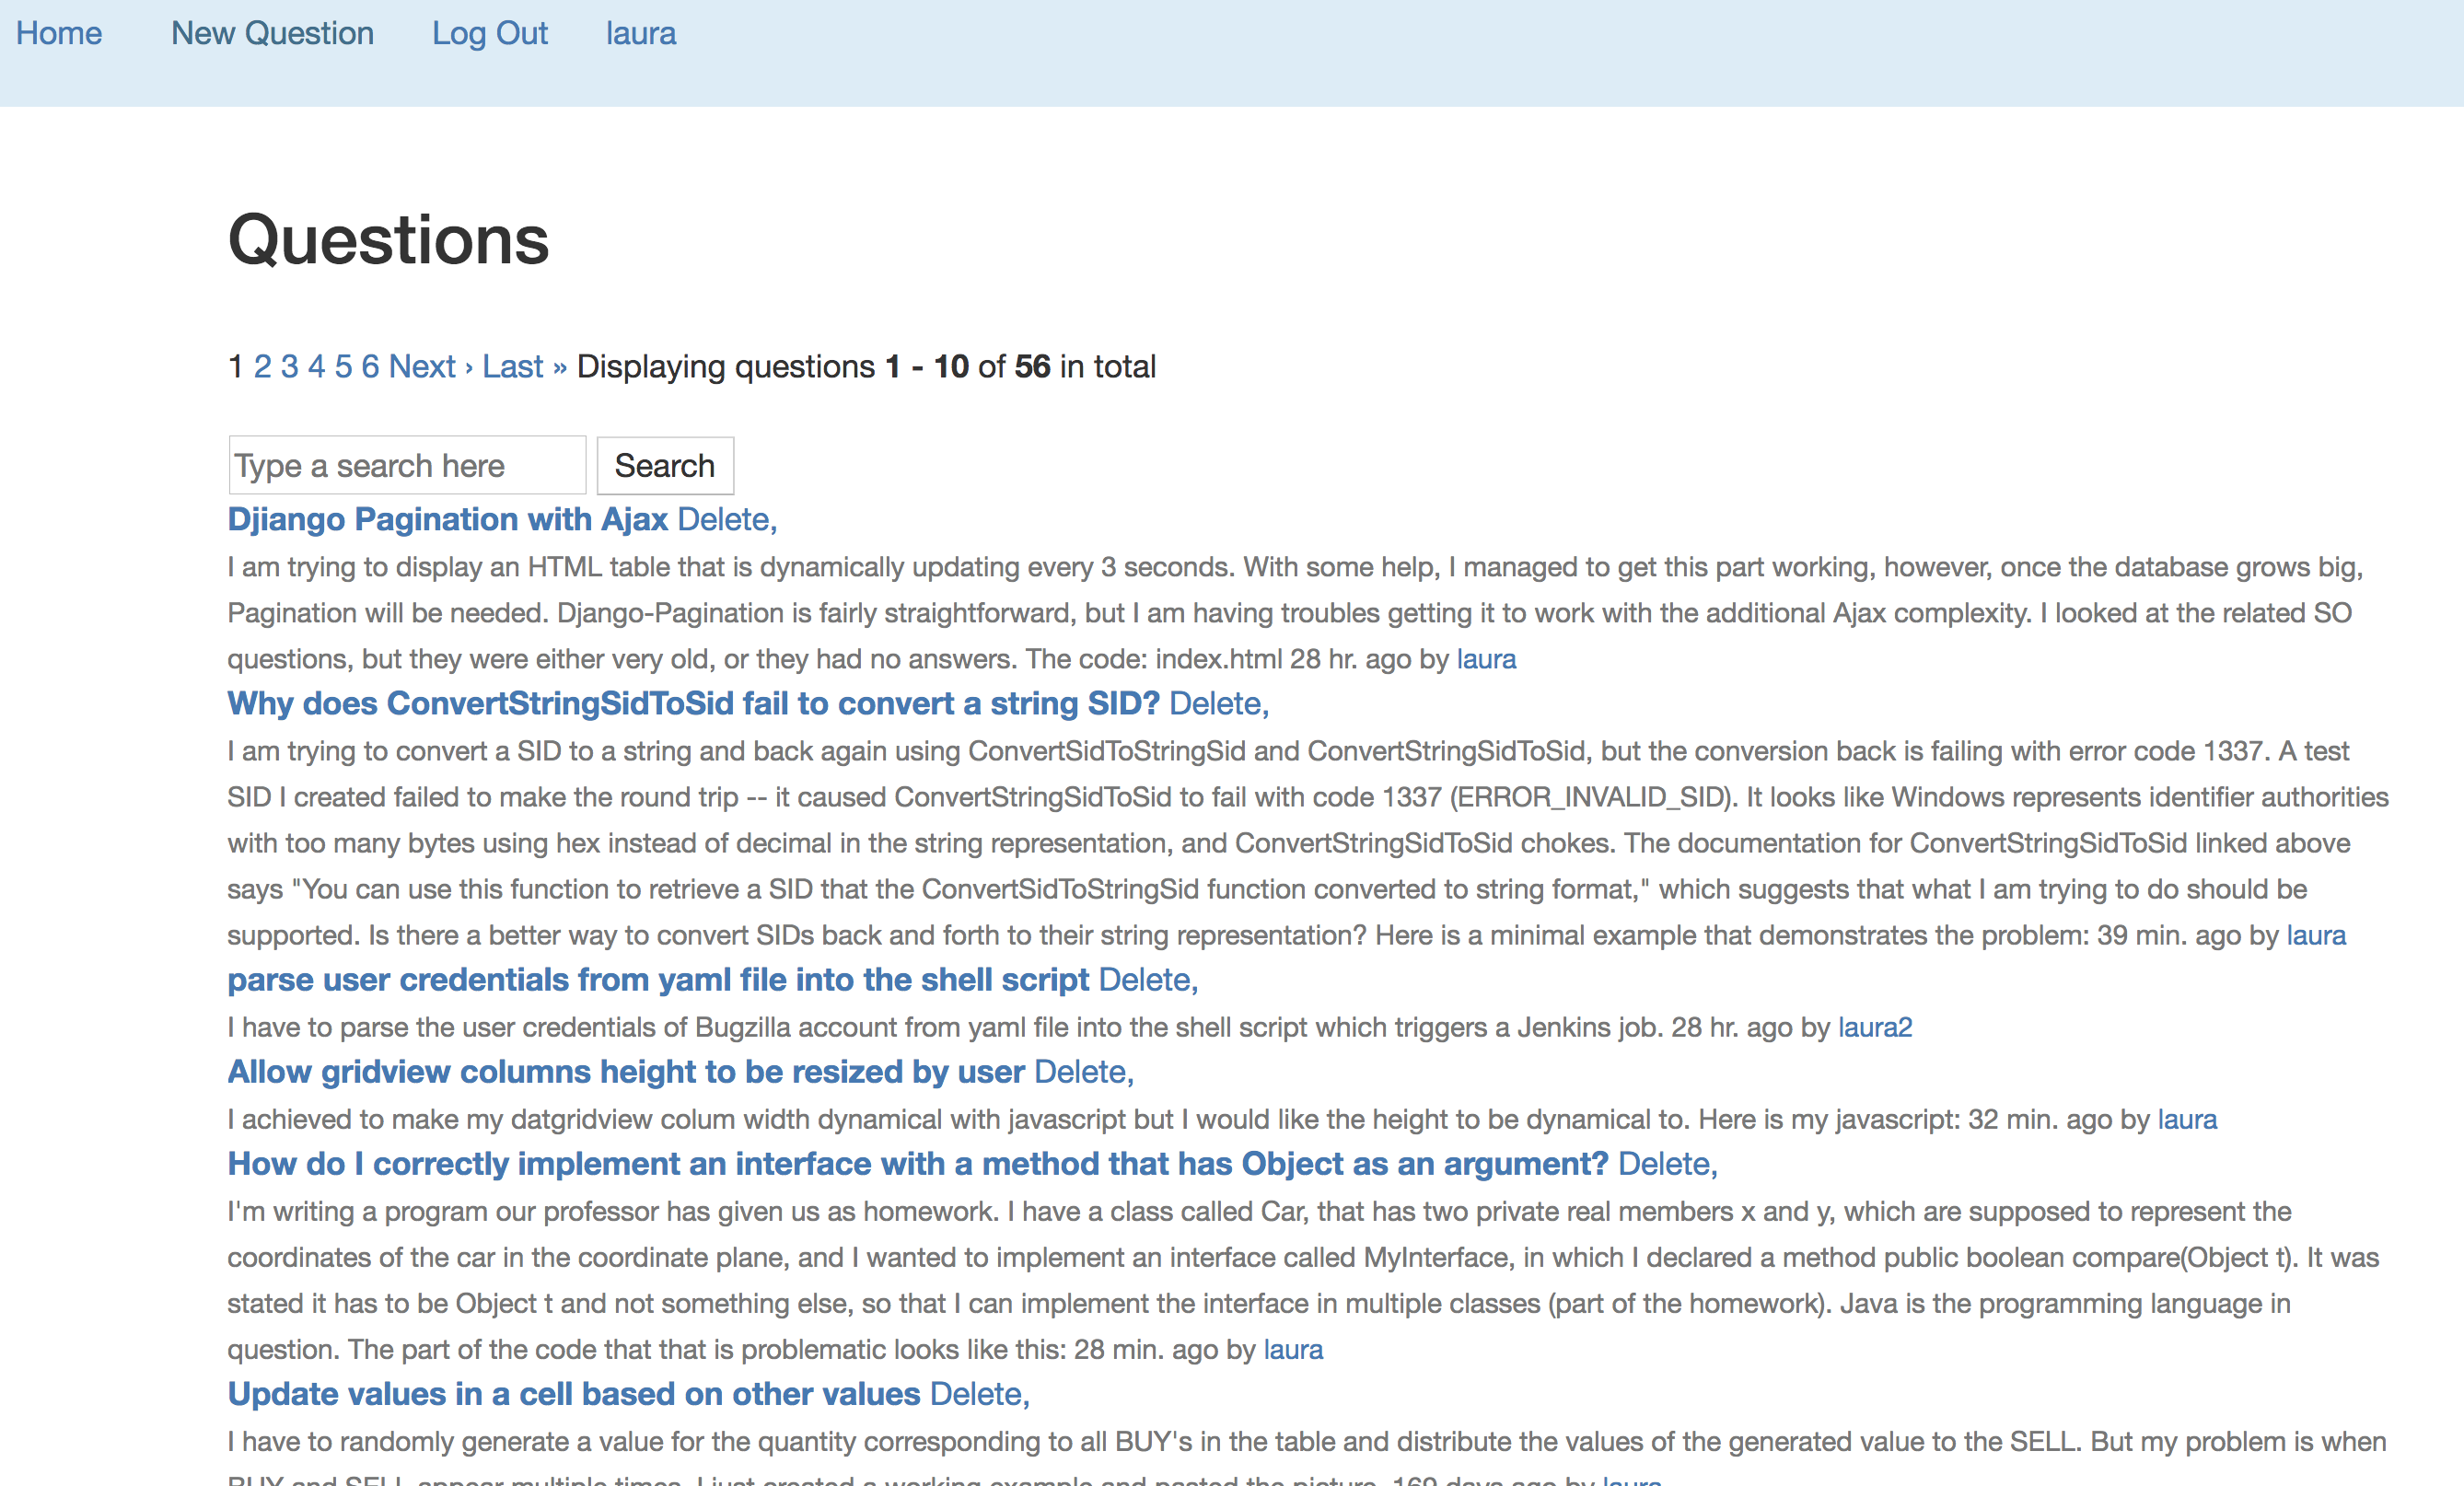 Home New Question Log Out laura
Questions
1 2 3 4 5 6 Next › Last » Displaying questions 1 - 10 of 56 in total
Type a search here Search
Djiango Pagination with Ajax Delete,
I am trying to display an HTML table that is dynamically updating every 3 seconds. With some help, I managed to get this part working, however, once the database grows big,
Pagination will be needed. Django-Pagination is fairly straightforward, but I am having troubles getting it to work with the additional Ajax complexity. I looked at the related SO
questions, but they were either very old, or they had no answers. The code: index.html 28 hr. ago by laura
Why does ConvertStringSidToSid fail to convert a string SID? Delete,
I am trying to convert a SID to a string and back again using ConvertSidToStringSid and ConvertStringSidToSid, but the conversion back is failing with error code 1337. A test
SID I created failed to make the round trip -- it caused ConvertStringSidToSid to fail with code 1337 (ERROR_INVALID_SID). It looks like Windows represents identifier authorities
with too many bytes using hex instead of decimal in the string representation, and ConvertStringSidToSid chokes. The documentation for ConvertStringSidToSid linked above
says "You can use this function to retrieve a SID that the ConvertSidToStringSid function converted to string format," which suggests that what I am trying to do should be
supported. Is there a better way to convert SIDs back and forth to their string representation? Here is a minimal example that demonstrates the problem: 39 min. ago by laura
parse user credentials from yaml file into the shell script Delete,
I have to parse the user credentials of Bugzilla account from yaml file into the shell script which triggers a Jenkins job. 28 hr. ago by laura2
Allow gridview columns height to be resized by user Delete,
I achieved to make my datgridview colum width dynamical with javascript but I would like the height to be dynamical to. Here is my javascript: 32 min. ago by laura
How do I correctly implement an interface with a method that has Object as an argument? Delete,
I'm writing a program our professor has given us as homework. I have a class called Car, that has two private real members x and y, which are supposed to represent the
coordinates of the car in the coordinate plane, and I wanted to implement an interface called MyInterface, in which I declared a method public boolean compare(Object t). It was
stated it has to be Object t and not something else, so that I can implement the interface in multiple classes (part of the homework). Java is the programming language in
question. The part of the code that that is problematic looks like this: 28 min. ago by laura
Update values in a cell based on other values Delete,
I have to randomly generate a value for the quantity corresponding to all BUY's in the table and distribute the values of the generated value to the SELL. But my problem is when
BUY and SELL appear multiple times. I just created a working example and pasted the picture. 169 days ago by laura